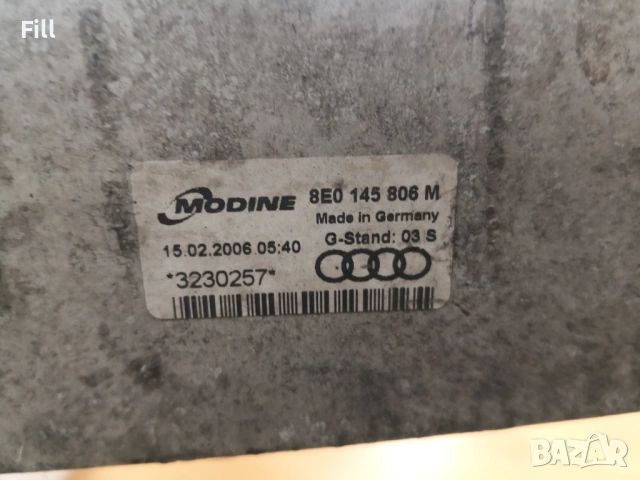 Fill
MODINE 8E0 145 806 M
Made in Germany
15.02.2006 05:40 G-Stand: 03 S
*3230257*
BAZAR